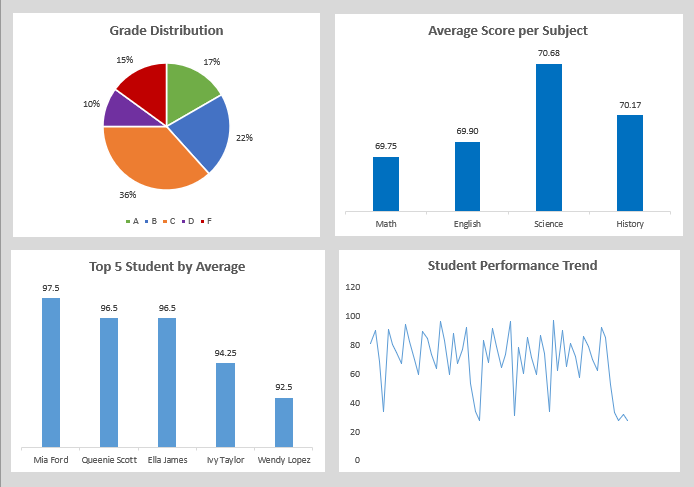 Grade Distribution
15%
17%
10%
22%
36%
A B C D F
Average Score per Subject
70.68
70.17
69.90
69.75
Math English Science History
Top 5 Student by Average
97.5
96.5 96.5
94.25
92.5
Mia Ford Queenie Scott Ella James Ivy Taylor Wendy Lopez
Student Performance Trend
120
100
80
60
40
20
0